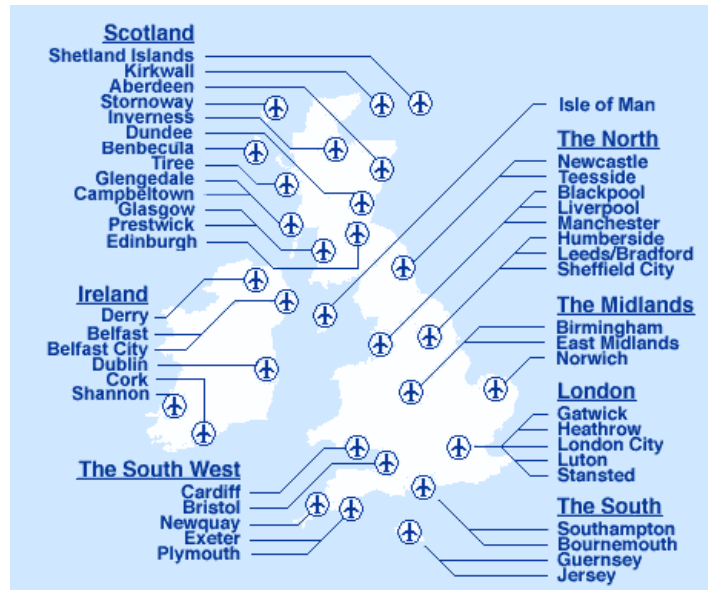 Scotland
Shetland Islands
Kirkwall
Aberdeen
Stornoway
Inverness
Dundee
Benbecula
Tiree
Glengedale
Campbeltown
Glasgow
Prestwick
Edinburgh
Ireland
Derry
Belfast
Belfast City
Dublin
Cork
Shannon
The South West
Cardiff
Bristol
Newquay
Exeter
Plymouth
Isle of Man
The North
Newcastle
Teesside
Blackpool
Liverpool
Manchester
Humberside
Leeds/Bradford
Sheffield City
The Midlands
Birmingham
East Midlands
Norwich
London
Gatwick
Heathrow
London City
Luton
Stansted
The South
Southampton
Bournemouth
Guernsey
Jersey